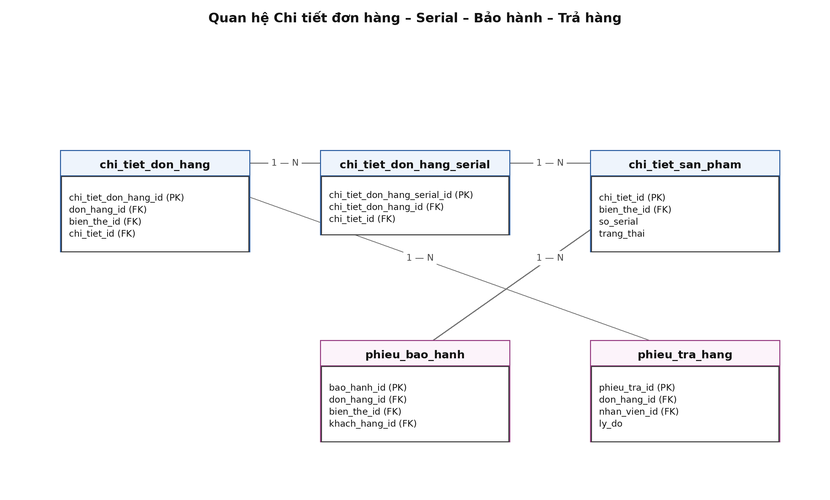 Quan hệ Chi tiết đơn hàng – Serial – Bảo hành – Trả hàng
chi_tiet_don_hang
chi_tiet_don_hang_id (PK)
don_hang_id (FK)
bien_the_id (FK)
chi_tiet_id (FK)
1 — N
chi_tiet_don_hang_serial
chi_tiet_don_hang_serial_id (PK)
chi_tiet_don_hang_id (FK)
chi_tiet_id (FK)
1 — N
chi_tiet_san_pham
chi_tiet_id (PK)
bien_the_id (FK)
so_serial
trang_thai
1 — N
1 — N
phieu_bao_hanh
bao_hanh_id (PK)
don_hang_id (FK)
bien_the_id (FK)
khach_hang_id (FK)
phieu_tra_hang
phieu_tra_id (PK)
don_hang_id (FK)
nhan_vien_id (FK)
ly_do